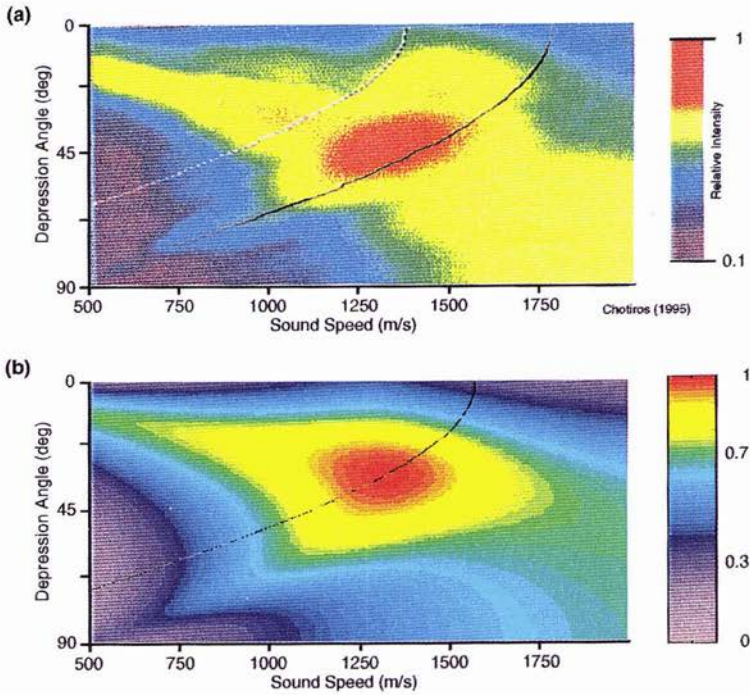 (a)
0
45
90
Depression Angle (deg)
500 750 1000 1250 1500 1750
Sound Speed (m/s)
1
Relative Intensity
0.1
Chotiros (1995)
(b)
0
45
90
Depression Angle (deg)
500 750 1000 1250 1500 1750
Sound Speed (m/s)
1
0.7
0.3
0